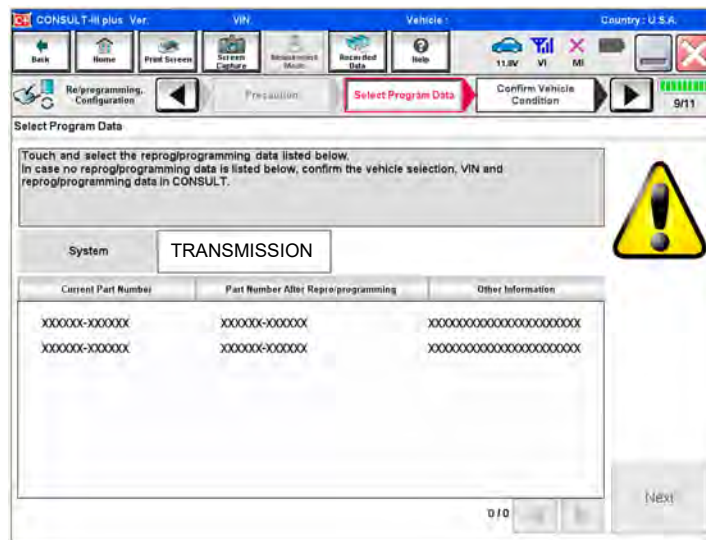 CONSULT-III plus Ver. VIN Vehicle : Country : U.S.A.
Back Home Print Screen Screen Capture Measurement Mode Recorded Data Help 11.8V VI MI
Re/programming, Configuration Precaution Select Program Data Confirm Vehicle Condition 9/11
Select Program Data
Touch and select the reprog/programming data listed below.
In case no reprog/programming data is listed below, confirm the vehicle selection, VIN and
reprog/programming data in CONSULT.
System TRANSMISSION
Current Part Number Part Number After Repro/programming Other Information
XXXXXX-XXXXXX XXXXXX-XXXXXX XXXXXXXXXXXXXXXXXXXXXXX
XXXXXX-XXXXXX XXXXXX-XXXXXX XXXXXXXXXXXXXXXXXXXXXXX
0/0
Next